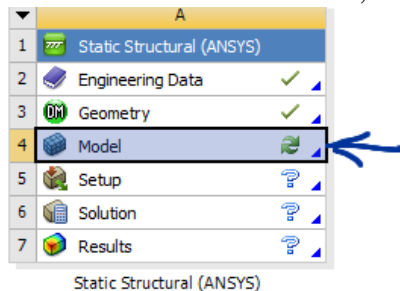 A
1 Static Structural (ANSYS)
2 Engineering Data
3 DM Geometry
4 Model
5 Setup
6 Solution
7 Results
Static Structural (ANSYS)